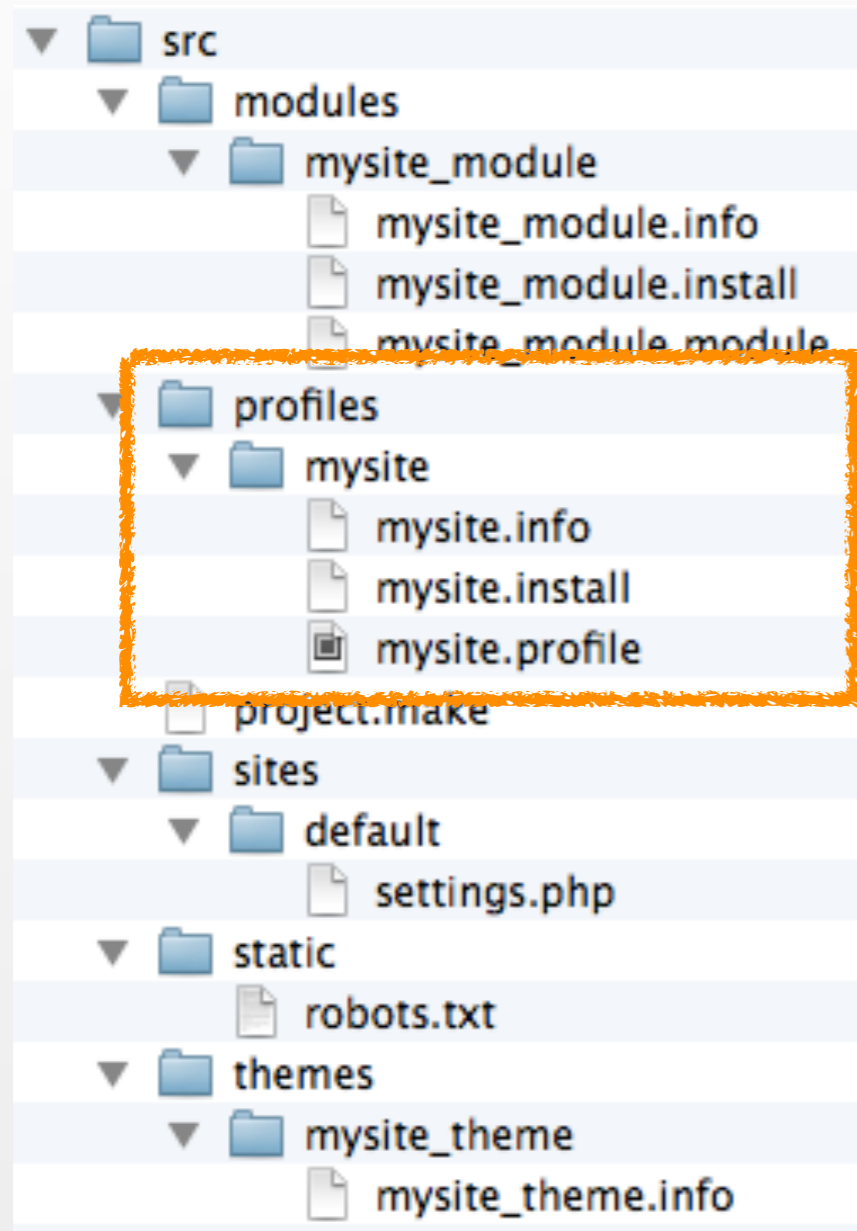 src
modules
mysite_module
mysite_module.info
mysite_module.install
mysite_module.module
profiles
mysite
mysite.info
mysite.install
mysite.profile
project.make
sites
default
settings.php
static
robots.txt
themes
mysite_theme
mysite_theme.info